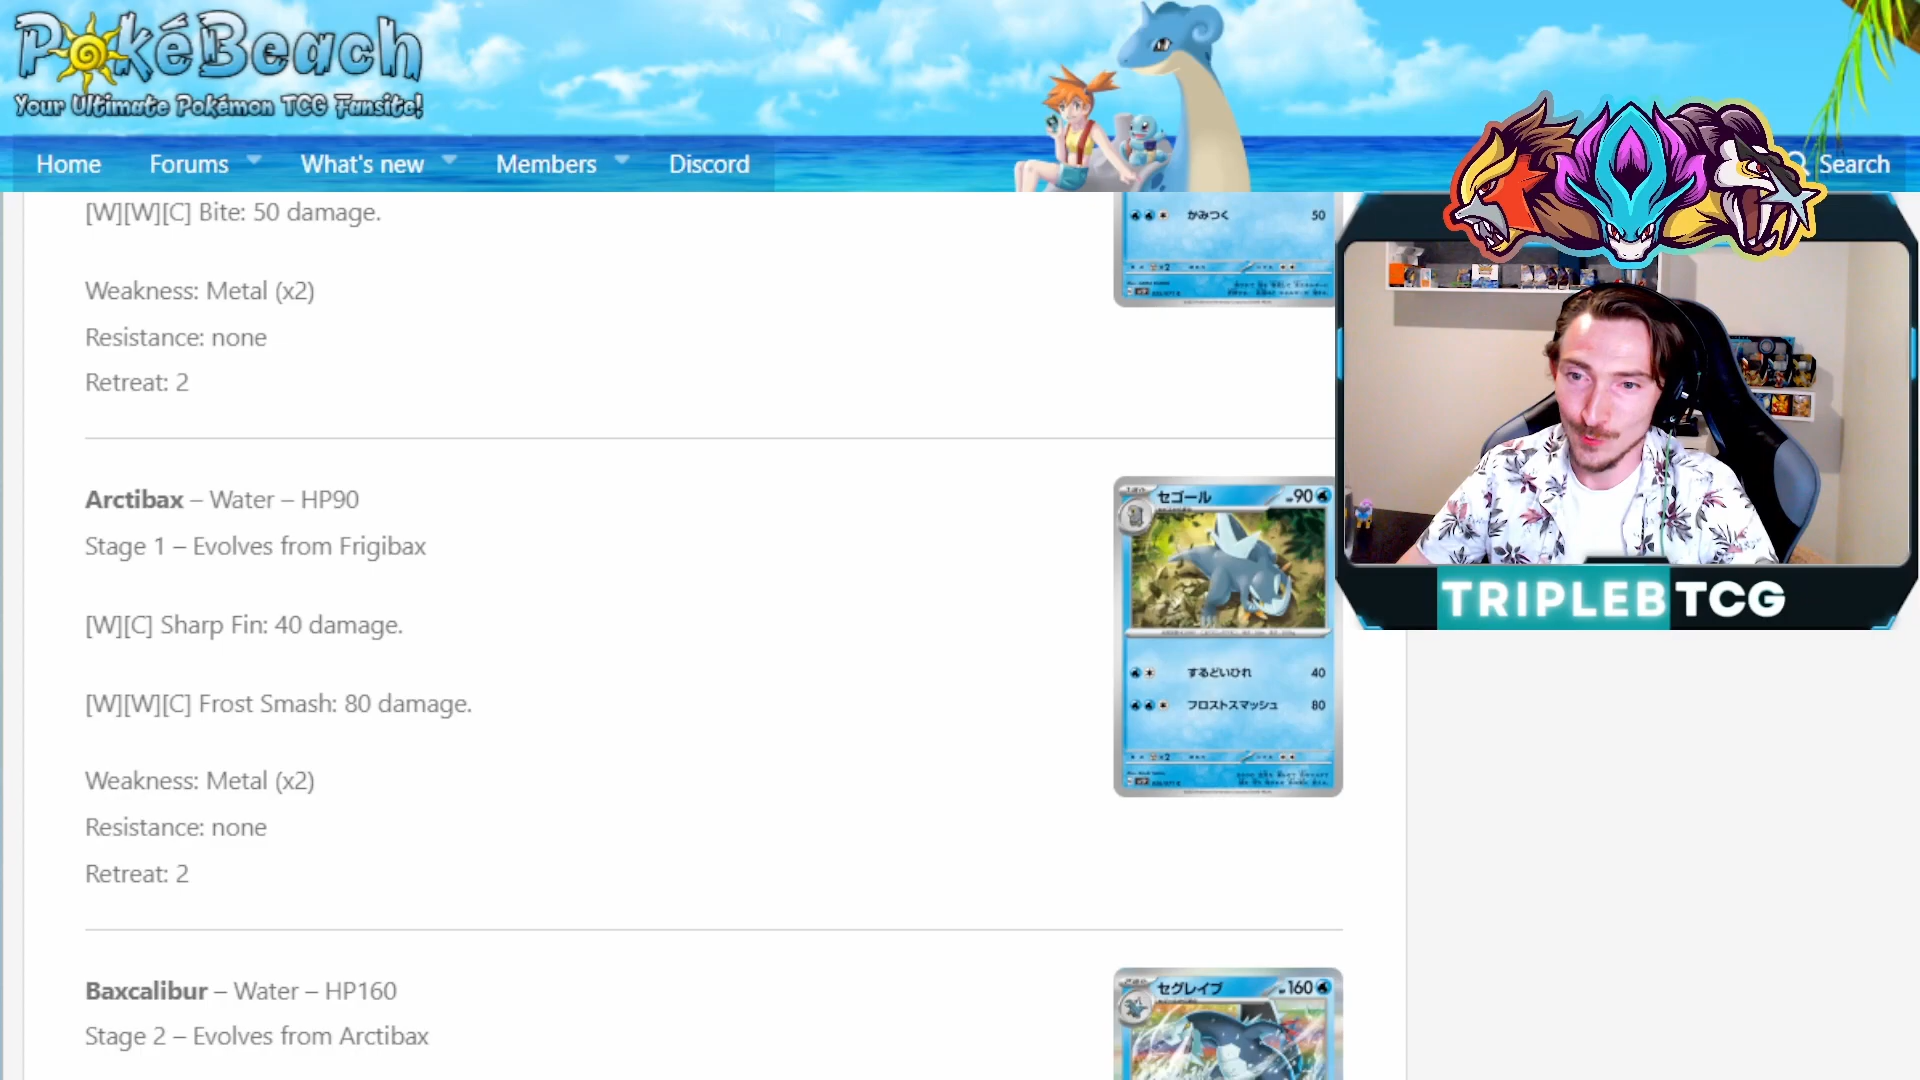 PokéBeach
Your Ultimate Pokémon TCG Fansite!
Home
Forums
What's new
Members
Discord
Search
[W][W][C] Bite: 50 damage.
Weakness: Metal (x2)
Resistance: none
Retreat: 2
かみつく 50
×2
Arctibax – Water – HP90
Stage 1 – Evolves from Frigibax
[W][C] Sharp Fin: 40 damage.
[W][W][C] Frost Smash: 80 damage.
Weakness: Metal (x2)
Resistance: none
Retreat: 2
セゴール 90
するどいひれ 40
フロストスマッシュ 80
×2
Baxcalibur – Water – HP160
Stage 2 – Evolves from Arctibax
セグレイブ 160
TRIPLEB TCG